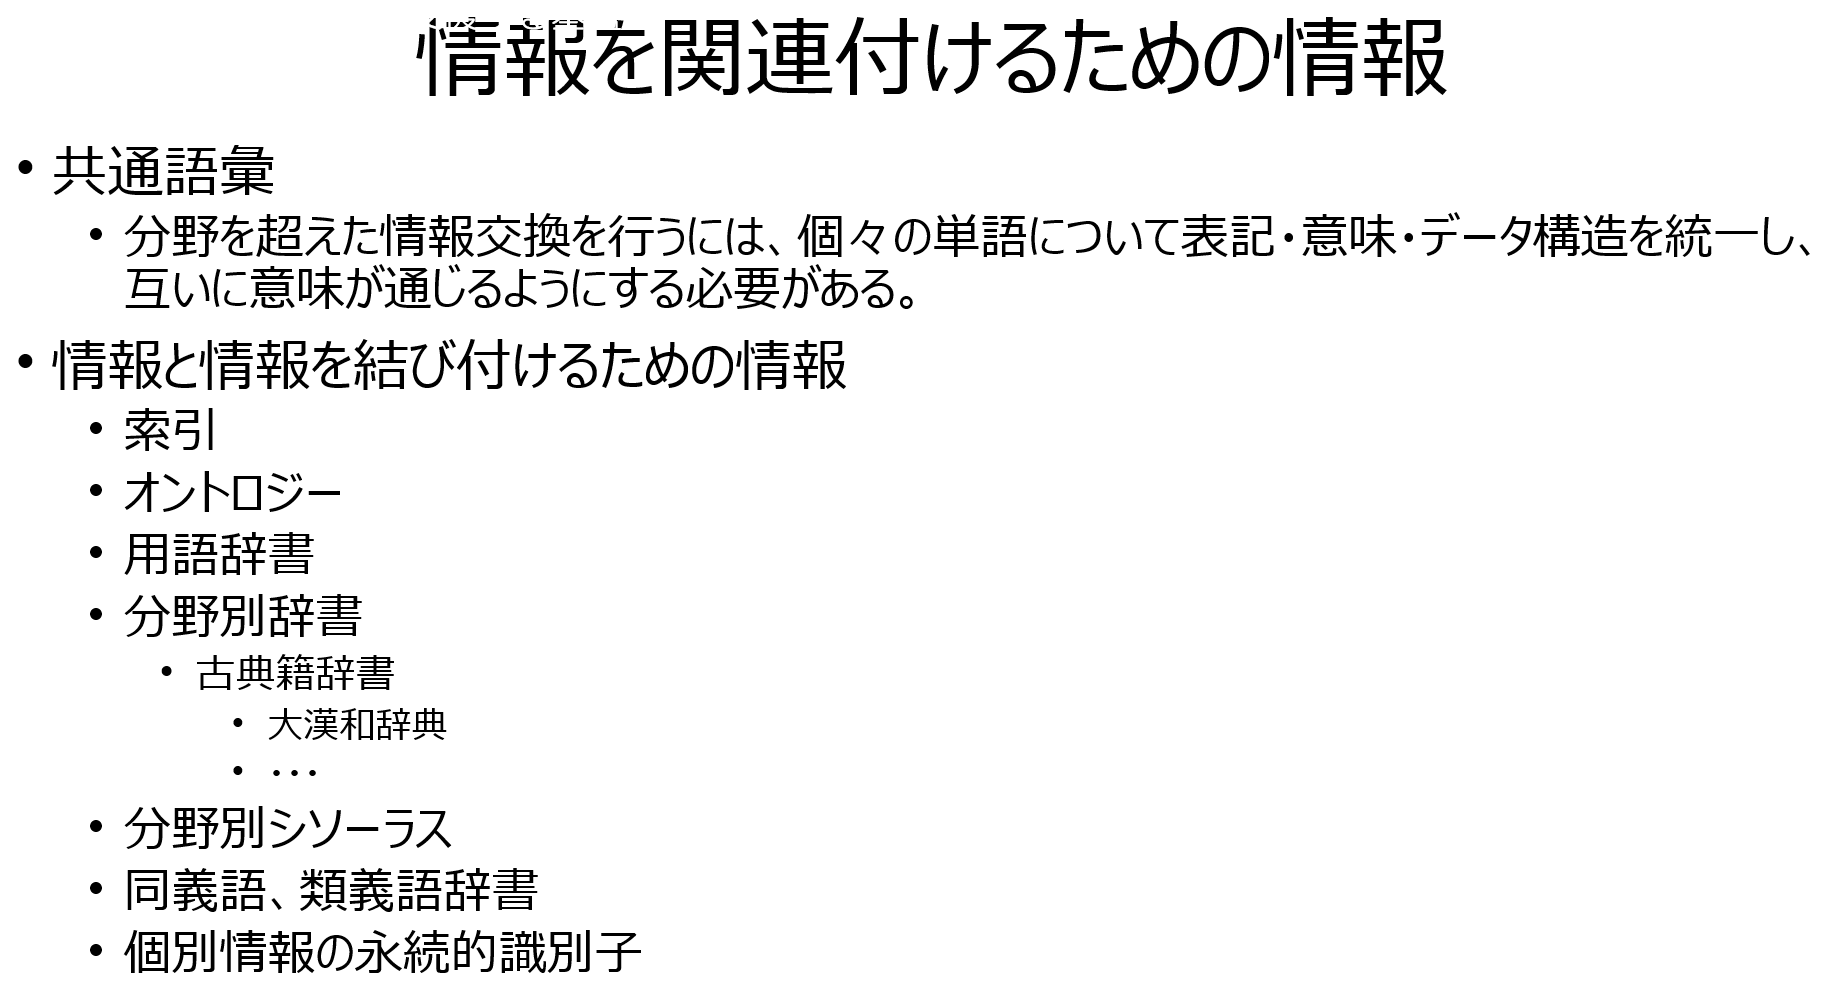 情報を関連付けるための情報
• 共通語彙
• 分野を超えた情報交換を行うには、個々の単語について表記・意味・データ構造を統一し、
互いに意味が通じるようにする必要がある。
• 情報と情報を結び付けるための情報
• 索引
• オントロジー
• 用語辞書
• 分野別辞書
• 古典籍辞書
• 大漢和辞典
• ・・・
• 分野別シソーラス
• 同義語、類義語辞書
• 個別情報の永続的識別子